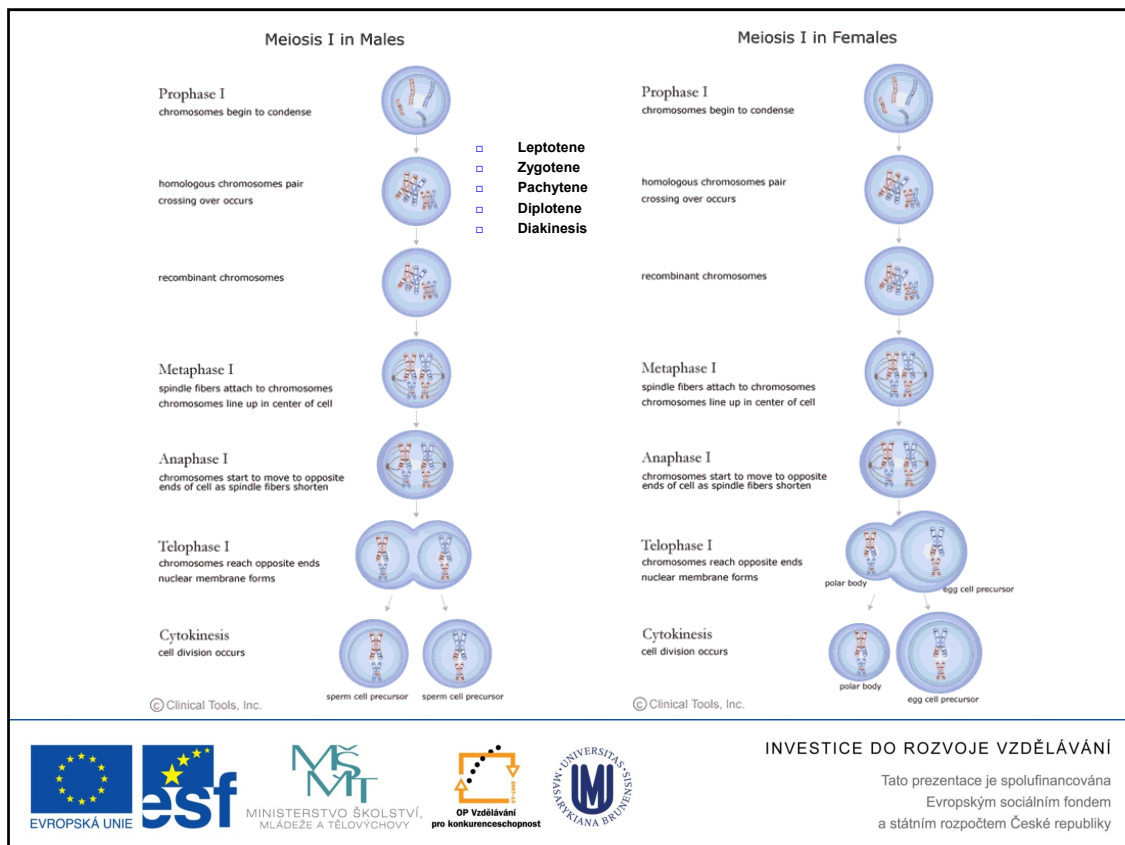 Meiosis I in Males
Prophase I
chromosomes begin to condense
homologous chromosomes pair
crossing over occurs
recombinant chromosomes
Metaphase I
spindle fibers attach to chromosomes
chromosomes line up in center of cell
Anaphase I
chromosomes start to move to opposite
ends of cell as spindle fibers shorten
Telophase I
chromosomes reach opposite ends
nuclear membrane forms
Cytokinesis
cell division occurs
sperm cell precursor
sperm cell precursor
© Clinical Tools, Inc.
Leptotene
Zygotene
Pachytene
Diplotene
Diakinesis
Meiosis I in Females
Prophase I
chromosomes begin to condense
homologous chromosomes pair
crossing over occurs
recombinant chromosomes
Metaphase I
spindle fibers attach to chromosomes
chromosomes line up in center of cell
Anaphase I
chromosomes start to move to opposite
ends of cell as spindle fibers shorten
Telophase I
chromosomes reach opposite ends
nuclear membrane forms
polar body
egg cell precursor
Cytokinesis
cell division occurs
polar body
egg cell precursor
© Clinical Tools, Inc.
EVROPSKÁ UNIE
esf
MŠMT
MINISTERSTVO ŠKOLSTVÍ,
MLÁDEŽE A TĚLOVÝCHOVY
2007-13
OP Vzdělávání
pro konkurenceschopnost
UNIVERSITAS MASARYKIANA BRUNENSIS
INVESTICE DO ROZVOJE VZDĚLÁVÁNÍ
Tato prezentace je spolufinancována
Evropským sociálním fondem
a státním rozpočtem České republiky